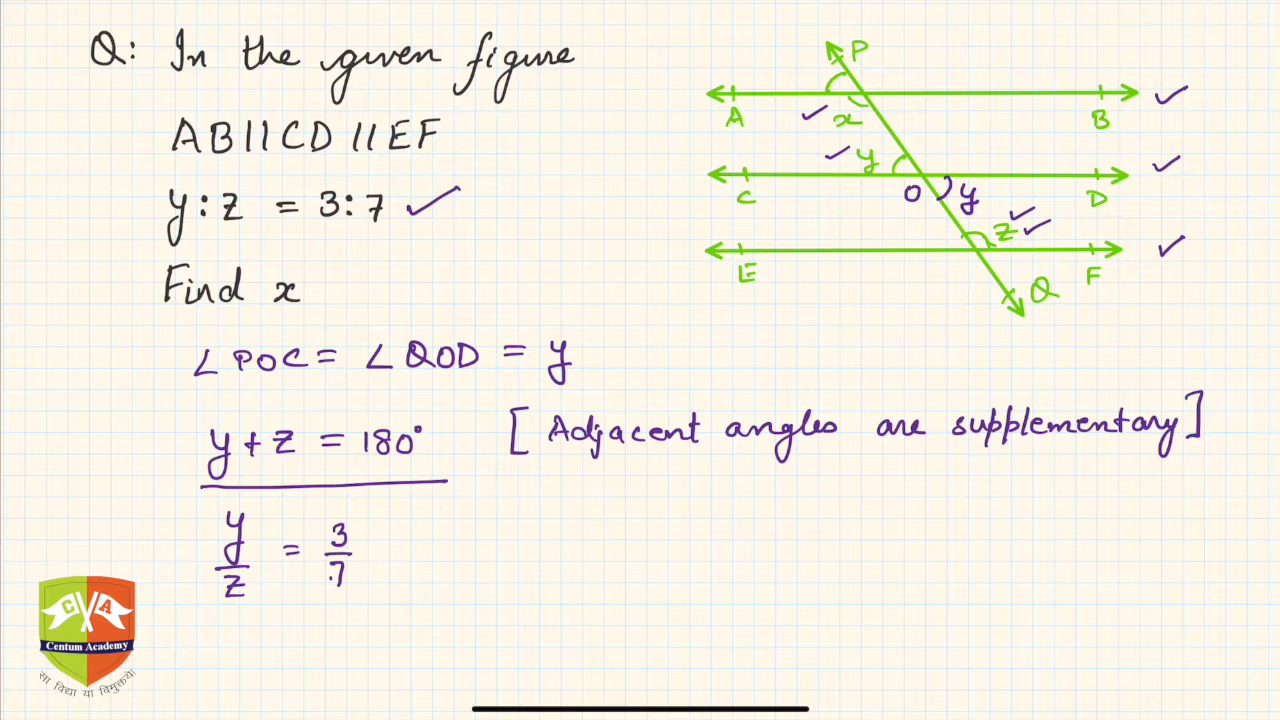 Q: In the given figure
AB || CD || EF
y : z = 3 : 7
Find x
∠POC = ∠QOD = y
y + z = 180° [Adjacent angles are supplementary]
y/z = 3/7
P
A
x
B
y
C
O
y
D
z
E
F
Q
C A
Centum Academy
सा विद्या या विमुक्तये।